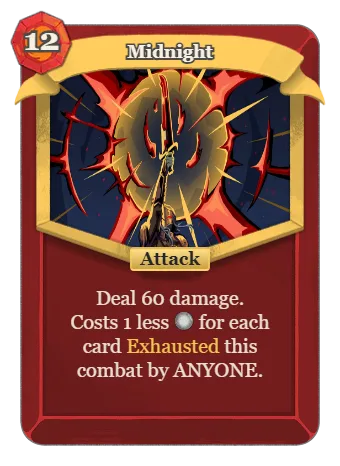 12
Midnight
Attack
Deal 60 damage.
Costs 1 less for each
card Exhausted this
combat by ANYONE.